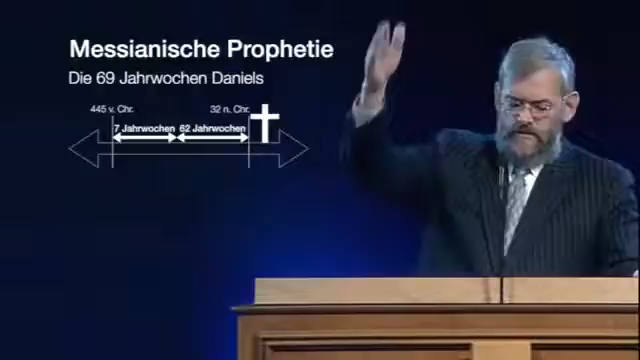 Messianische Prophetie
Die 69 Jahrwochen Daniels
445 v. Chr. 32 n. Chr.
7 Jahrwochen 62 Jahrwochen